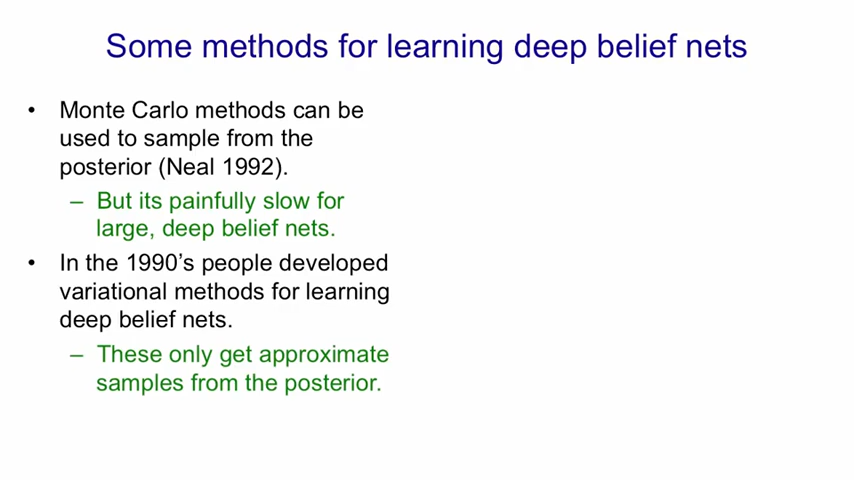 Some methods for learning deep belief nets
• Monte Carlo methods can be
used to sample from the
posterior (Neal 1992).
– But its painfully slow for
large, deep belief nets.
• In the 1990’s people developed
variational methods for learning
deep belief nets.
– These only get approximate
samples from the posterior.